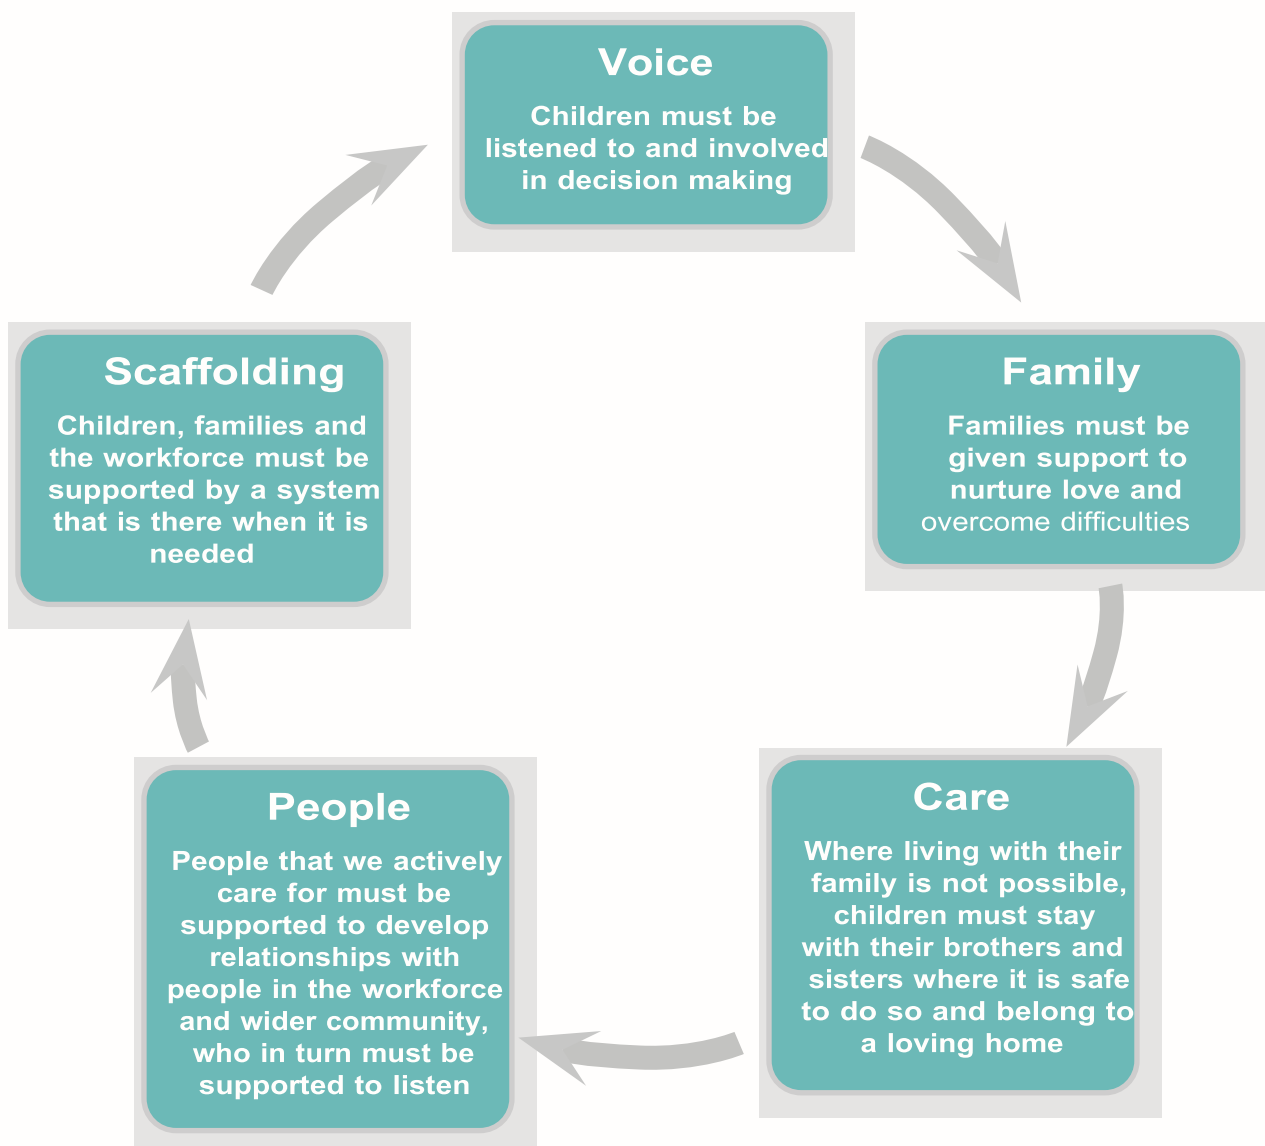 Voice
Children must be
listened to and involved
in decision making
Family
Families must be
given support to
nurture love and
overcome difficulties
Care
Where living with their
family is not possible,
children must stay
with their brothers and
sisters where it is safe
to do so and belong to
a loving home
People
People that we actively
care for must be
supported to develop
relationships with
people in the workforce
and wider community,
who in turn must be
supported to listen
Scaffolding
Children, families and
the workforce must be
supported by a system
that is there when it is
needed